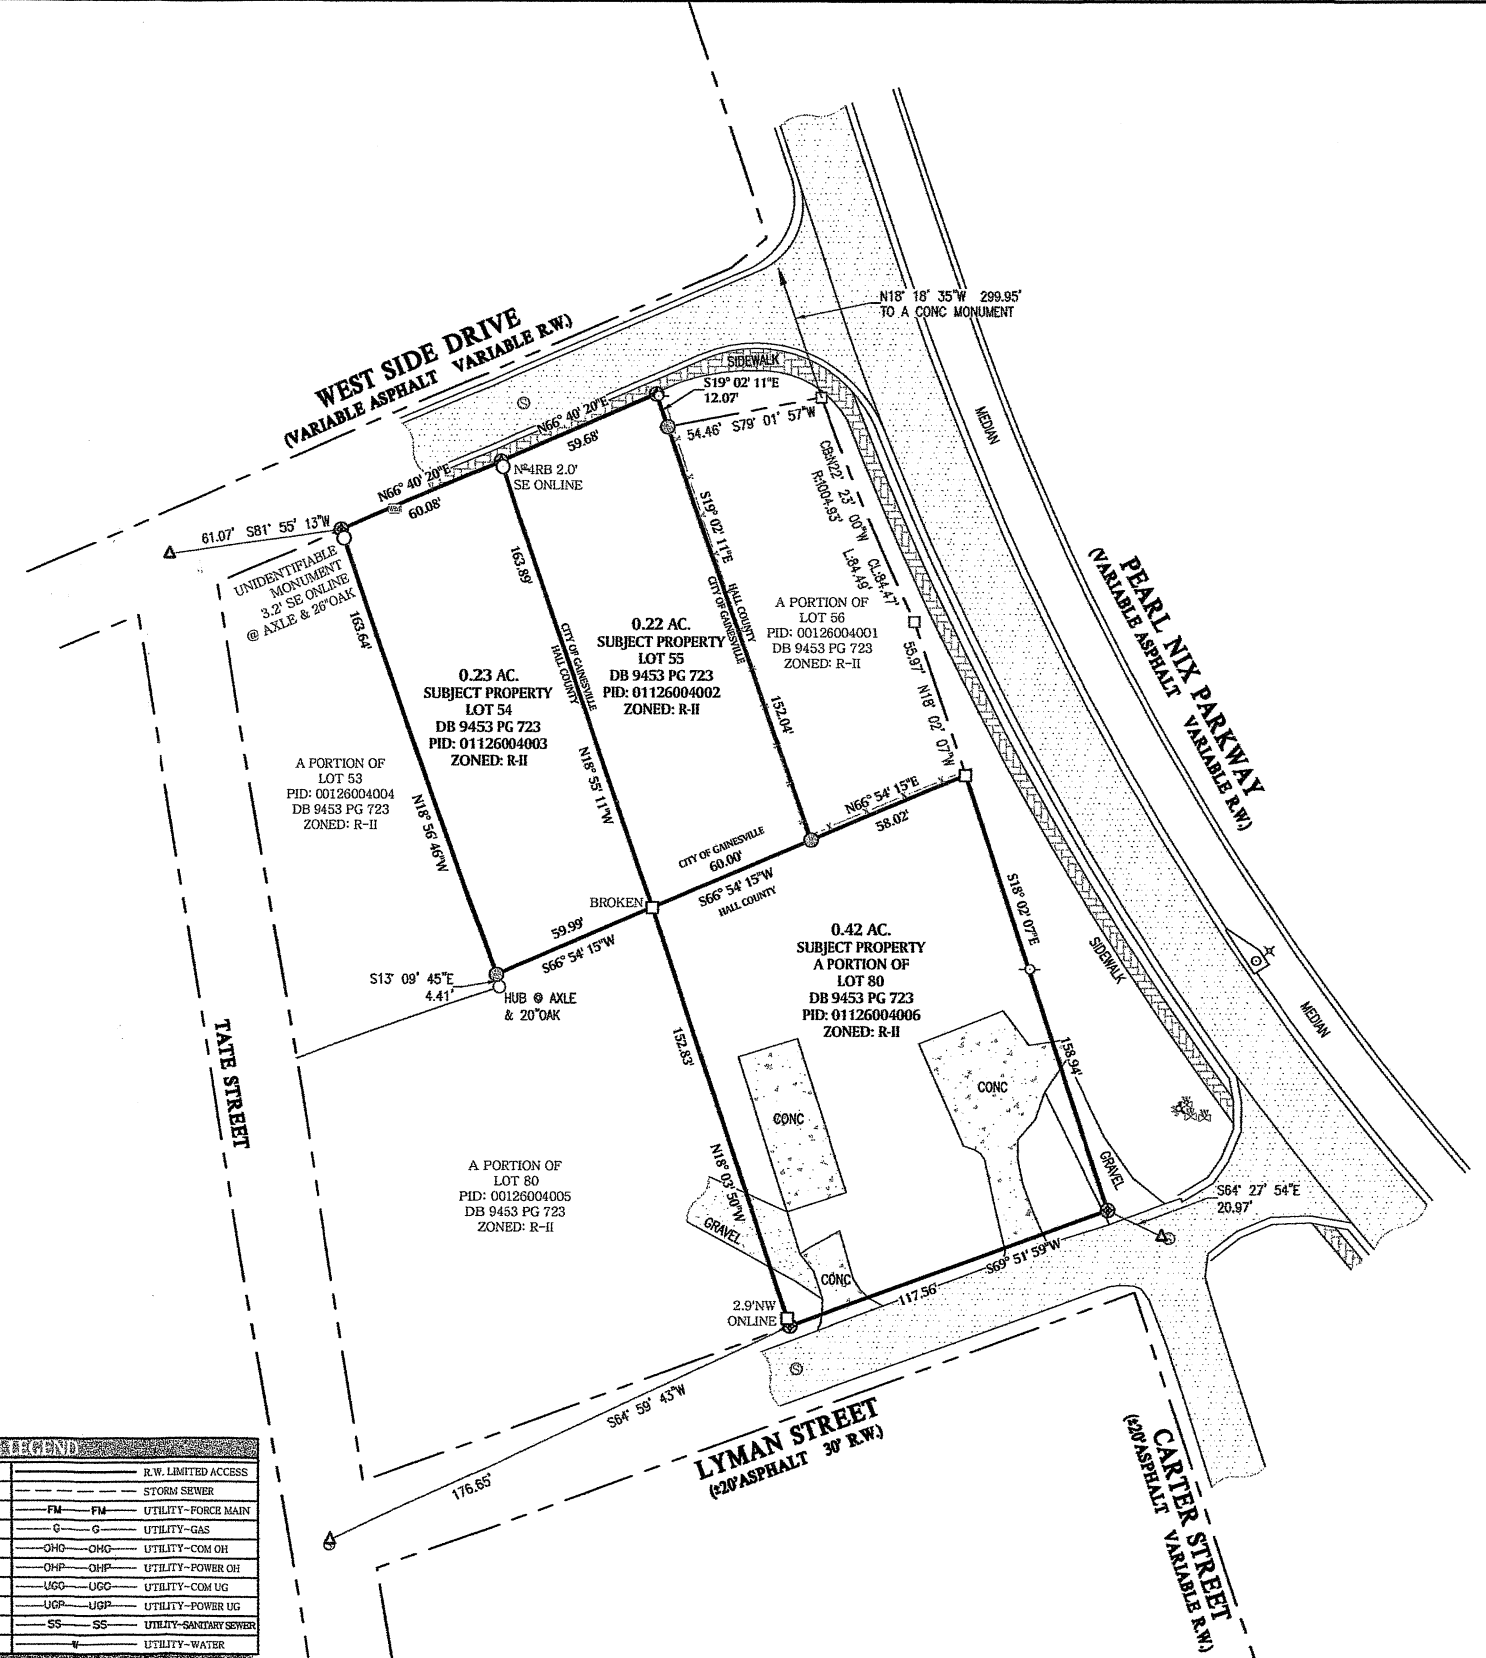 WEST SIDE DRIVE
(VARIABLE ASPHALT VARIABLE R.W.)
N18° 18' 35"W 299.95'
TO A CONC MONUMENT
SIDEWALK
S19° 02' 11"E
12.07'
54.46' S79° 01' 57"W
N66° 40' 20"E
59.68'
N66° 40' 20"E
60.08'
SE ONLINE
61.07' S81° 55' 13"W
UNIDENTIFIABLE
MONUMENT
3.2' SE ONLINE
@ AXLE & 26"OAK
163.64'
N18° 56' 46"W
163.89'
N18° 55' 11"W
CITY OF GAINESVILLE
HALL COUNTY
S19° 02' 11"E
152.04'
HALL COUNTY
CITY OF GAINESVILLE
CB:N22° 23' 00"W CL:84.47'
R:1004.93' L:84.49'
55.97' N18° 02' 07"W
MEDIAN
PEARL NIX PARKWAY
(VARIABLE ASPHALT VARIABLE R.W.)
A PORTION OF
LOT 56
PID: 00126004001
DB 9453 PG 723
ZONED: R-II
0.22 AC.
SUBJECT PROPERTY
LOT 55
DB 9453 PG 723
PID: 01126004002
ZONED: R-II
0.23 AC.
SUBJECT PROPERTY
LOT 54
DB 9453 PG 723
PID: 01126004003
ZONED: R-II
A PORTION OF
LOT 53
PID: 00126004004
DB 9453 PG 723
ZONED: R-II
N66° 54' 15"E
58.02'
CITY OF GAINESVILLE
60.00'
S66° 54' 15"W
HALL COUNTY
BROKEN
59.99'
S66° 54' 15"W
S13° 09' 45"E
4.41'
HUB @ AXLE
& 20"OAK
0.42 AC.
SUBJECT PROPERTY
A PORTION OF
LOT 80
DB 9453 PG 723
PID: 01126004006
ZONED: R-II
S18° 02' 07"E
158.94'
SIDEWALK
MEDIAN
TATE STREET
152.83'
N18° 03' 50"W
CONC
CONC
CONC
GRAVEL
GRAVEL
A PORTION OF
LOT 80
PID: 00126004005
DB 9453 PG 723
ZONED: R-II
S64° 27' 54"E
20.97'
S69° 51' 59"W
117.56'
2.9'NW
ONLINE
S64° 59' 43"W
176.65'
LYMAN STREET
(±20'ASPHALT 30' R.W.)
CARTER STREET
(±20'ASPHALT VARIABLE R.W.)
LEGEND
R.W. LIMITED ACCESS
STORM SEWER
FM FM UTILITY-FORCE MAIN
G G UTILITY-GAS
OHC OHC UTILITY-COM OH
OHP OHP UTILITY-POWER OH
UGC UGC UTILITY-COM UG
UGP UGP UTILITY-POWER UG
SS SS UTILITY-SANITARY SEWER
W UTILITY-WATER